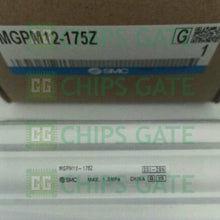 MGPM12-175Z
G
1
SMC
CHIPS GATE
CHIPS GATE
MGPM12-175Z
SMC MAX 1.0MPa CHINA